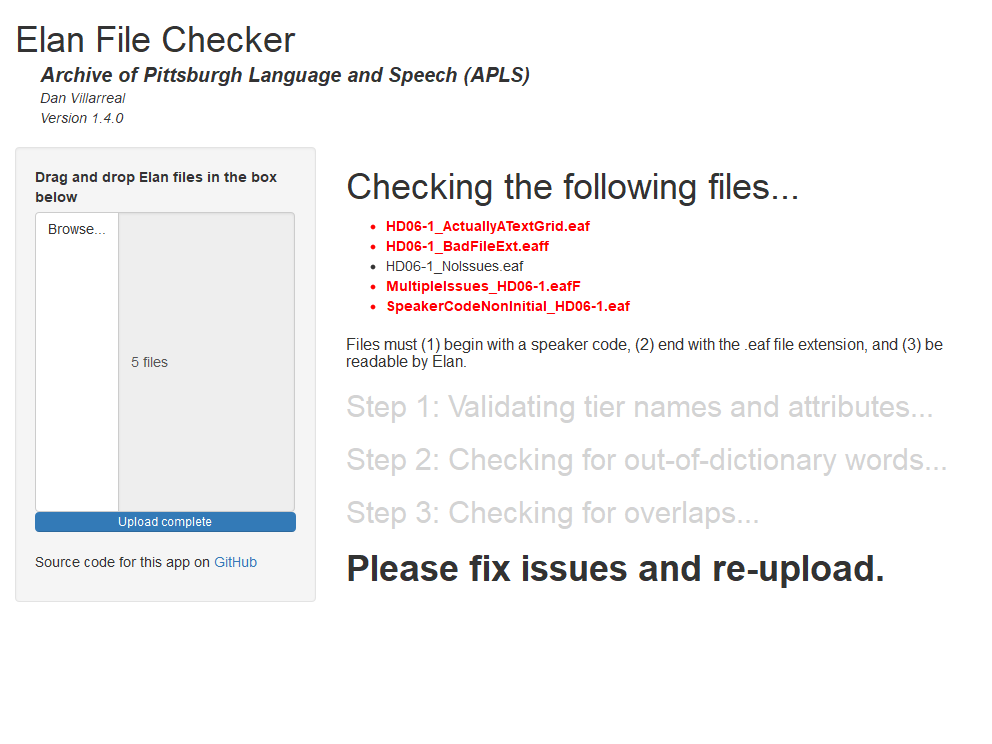 Elan File Checker
Archive of Pittsburgh Language and Speech (APLS)
Dan Villarreal
Version 1.4.0
Drag and drop Elan files in the box
below
Browse...
5 files
Upload complete
Source code for this app on GitHub
Checking the following files...
HD06-1_ActuallyATextGrid.eaf
HD06-1_BadFileExt.eaff
HD06-1_NoIssues.eaf
MultipleIssues_HD06-1.eafF
SpeakerCodeNonInitial_HD06-1.eaf
Files must (1) begin with a speaker code, (2) end with the .eaf file extension, and (3) be
readable by Elan.
Step 1: Validating tier names and attributes...
Step 2: Checking for out-of-dictionary words...
Step 3: Checking for overlaps...
Please fix issues and re-upload.